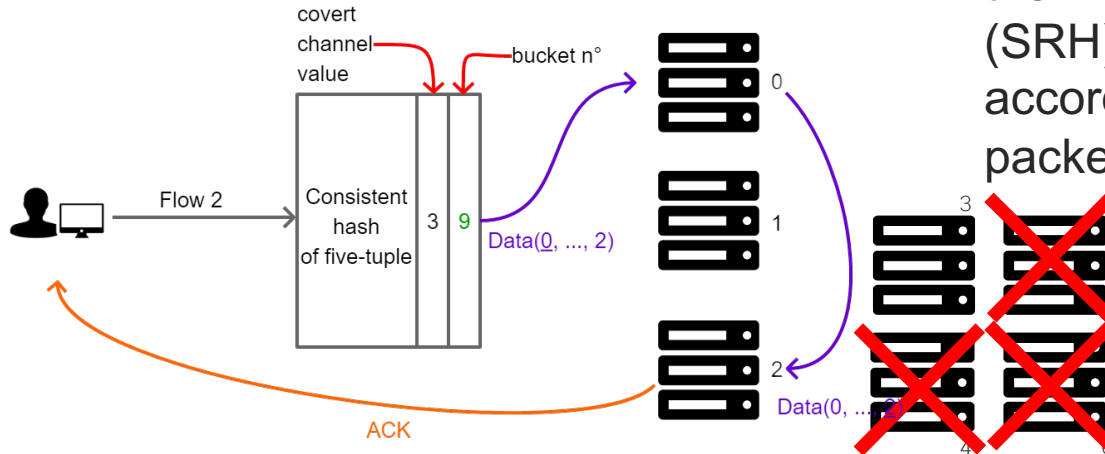 covert
channel
value
bucket n°
Flow 2
Consistent
hash
of five-tuple
3
9
Data(0, ..., 2)
0
1
2
Data(0, ..., 2)
ACK
(SRH)
accor
packe
3
4